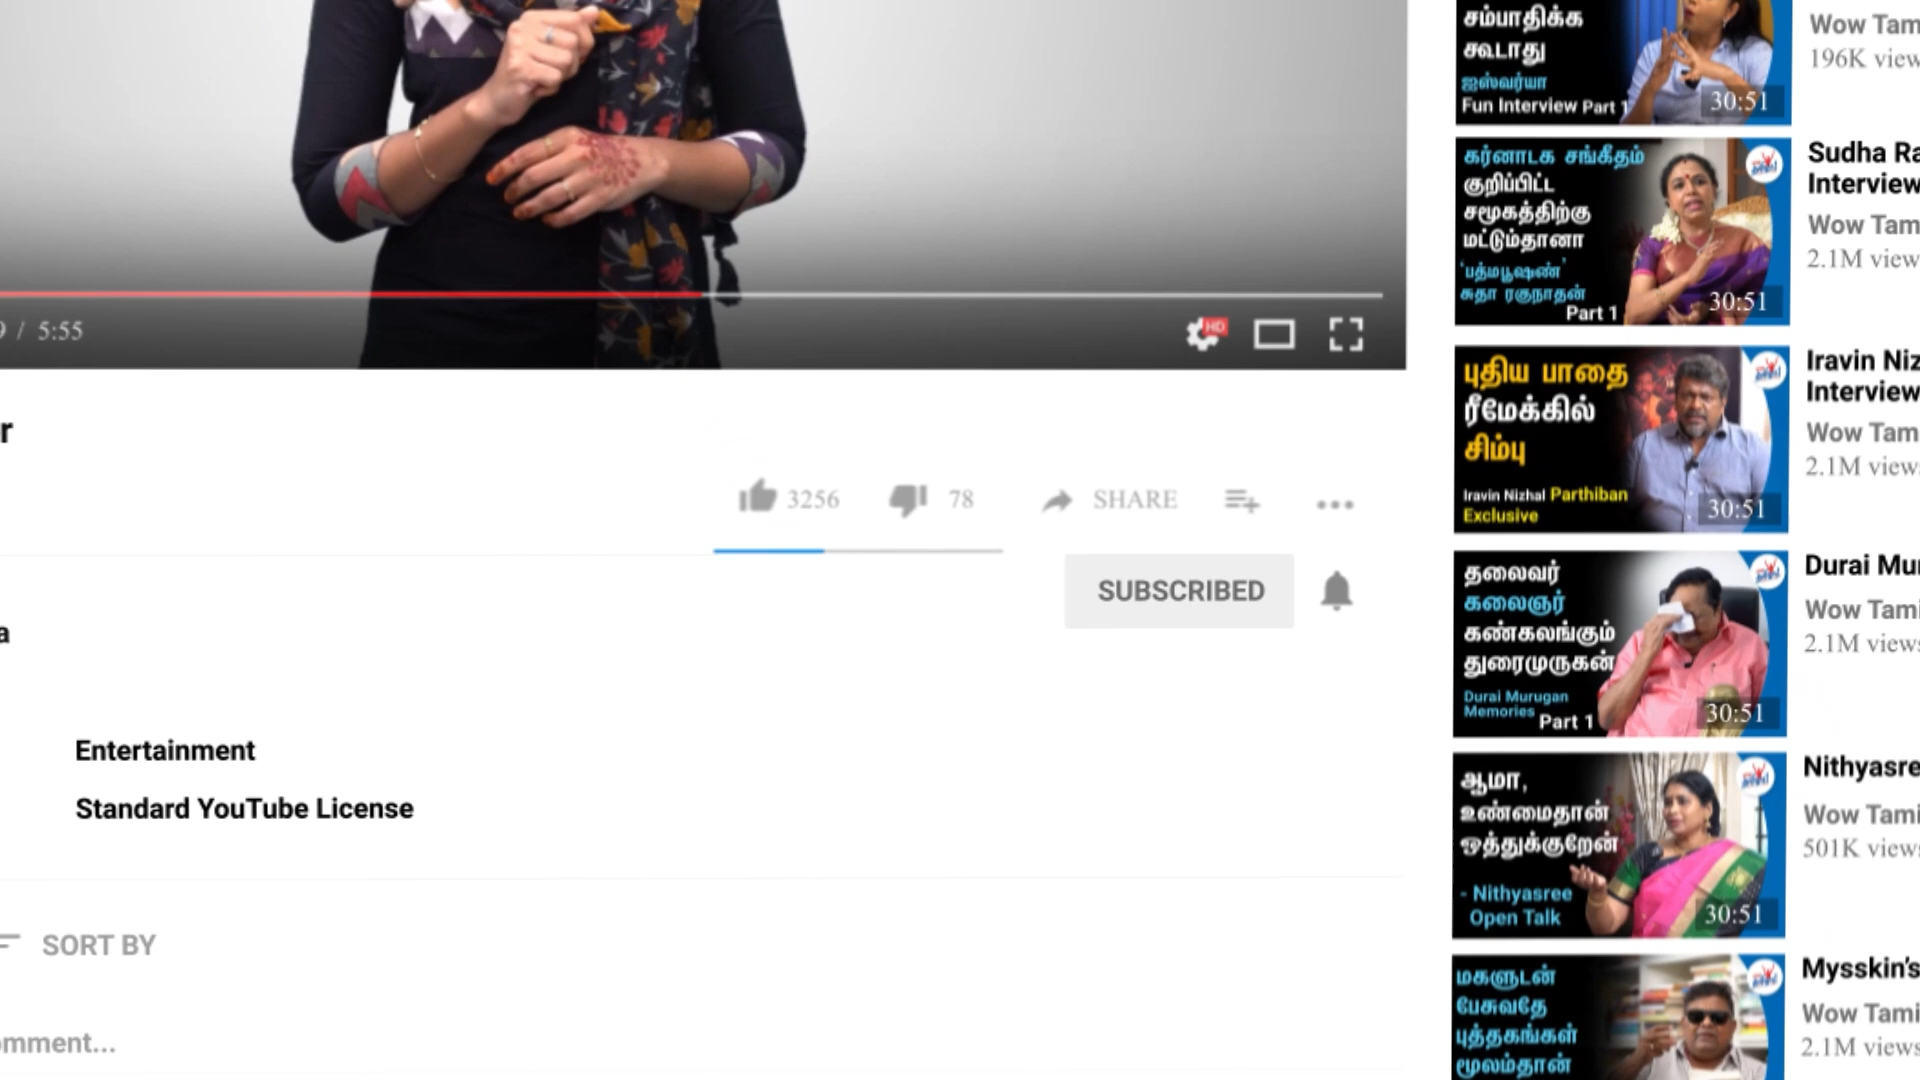 / 5:55
HD
r
3256
78
SHARE
SUBSCRIBED
a
Entertainment
Standard YouTube License
SORT BY
omment...
சம்பாதிக்க
கூடாது
ஐஸ்வர்யா
Fun Interview Part 1
30:51
Wow Tam
196K view
கர்னாடக சங்கீதம்
குறிப்பிட்ட
சமூகத்திற்கு
மட்டும்தானா
'பத்மபூஷண்'
சுதா ரகுநாதன்
Part 1
30:51
Sudha Ra
Interview
Wow Tam
2.1M view
புதிய பாதை
ரீமேக்கில்
சிம்பு
Iravin Nizhal Parthiban
Exclusive
30:51
Iravin Niz
Interview
Wow Tam
2.1M views
தலைவர்
கலைஞர்
கண்கலங்கும்
துரைமுருகன்
Durai Murugan
Memories Part 1
30:51
Durai Mu
Wow Tami
2.1M views
ஆமா,
உண்மைதான்
ஒத்துக்குறேன்
- Nithyasree
Open Talk
30:51
Nithyasre
Wow Tami
501K views
மகளுடன்
பேசுவதே
புத்தகங்கள்
மூலம்தான்
Mysskin's
Wow Tami
2.1M views